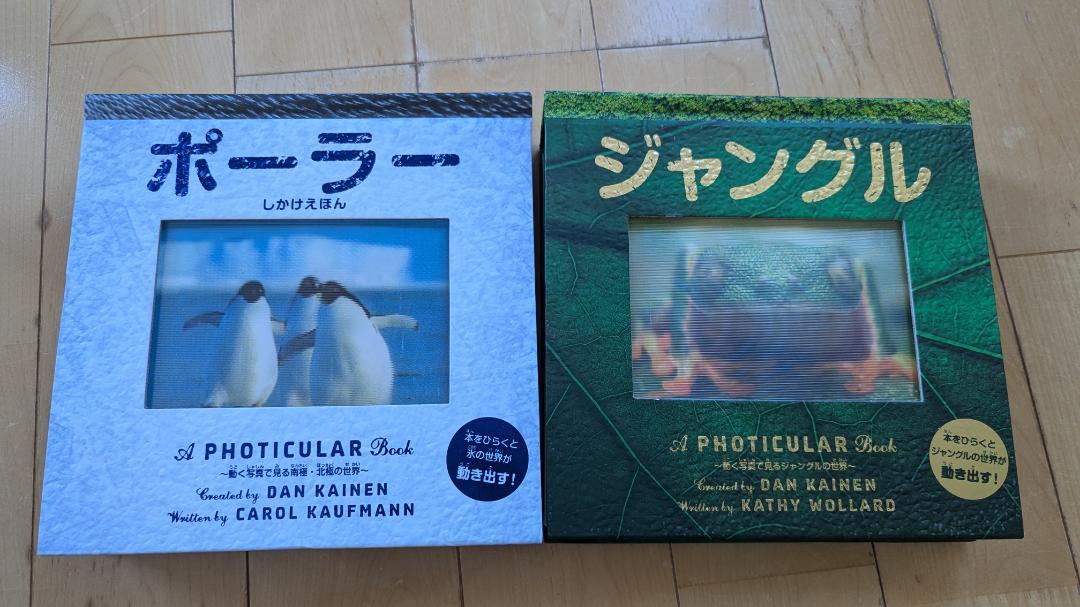 ポーラー
しかけえほん
A PHOTICULAR Book
~動く写真で見る南極・北極の世界~
Created by DAN KAINEN
Written by CAROL KAUFMANN
本をひらくと
氷の世界が
動き出す!
ジャングル
A PHOTICULAR Book
~動く写真で見るジャングルの世界~
Created by DAN KAINEN
Written by KATHY WOLLARD
本をひらくと
ジャングルの世界が
動き出す!